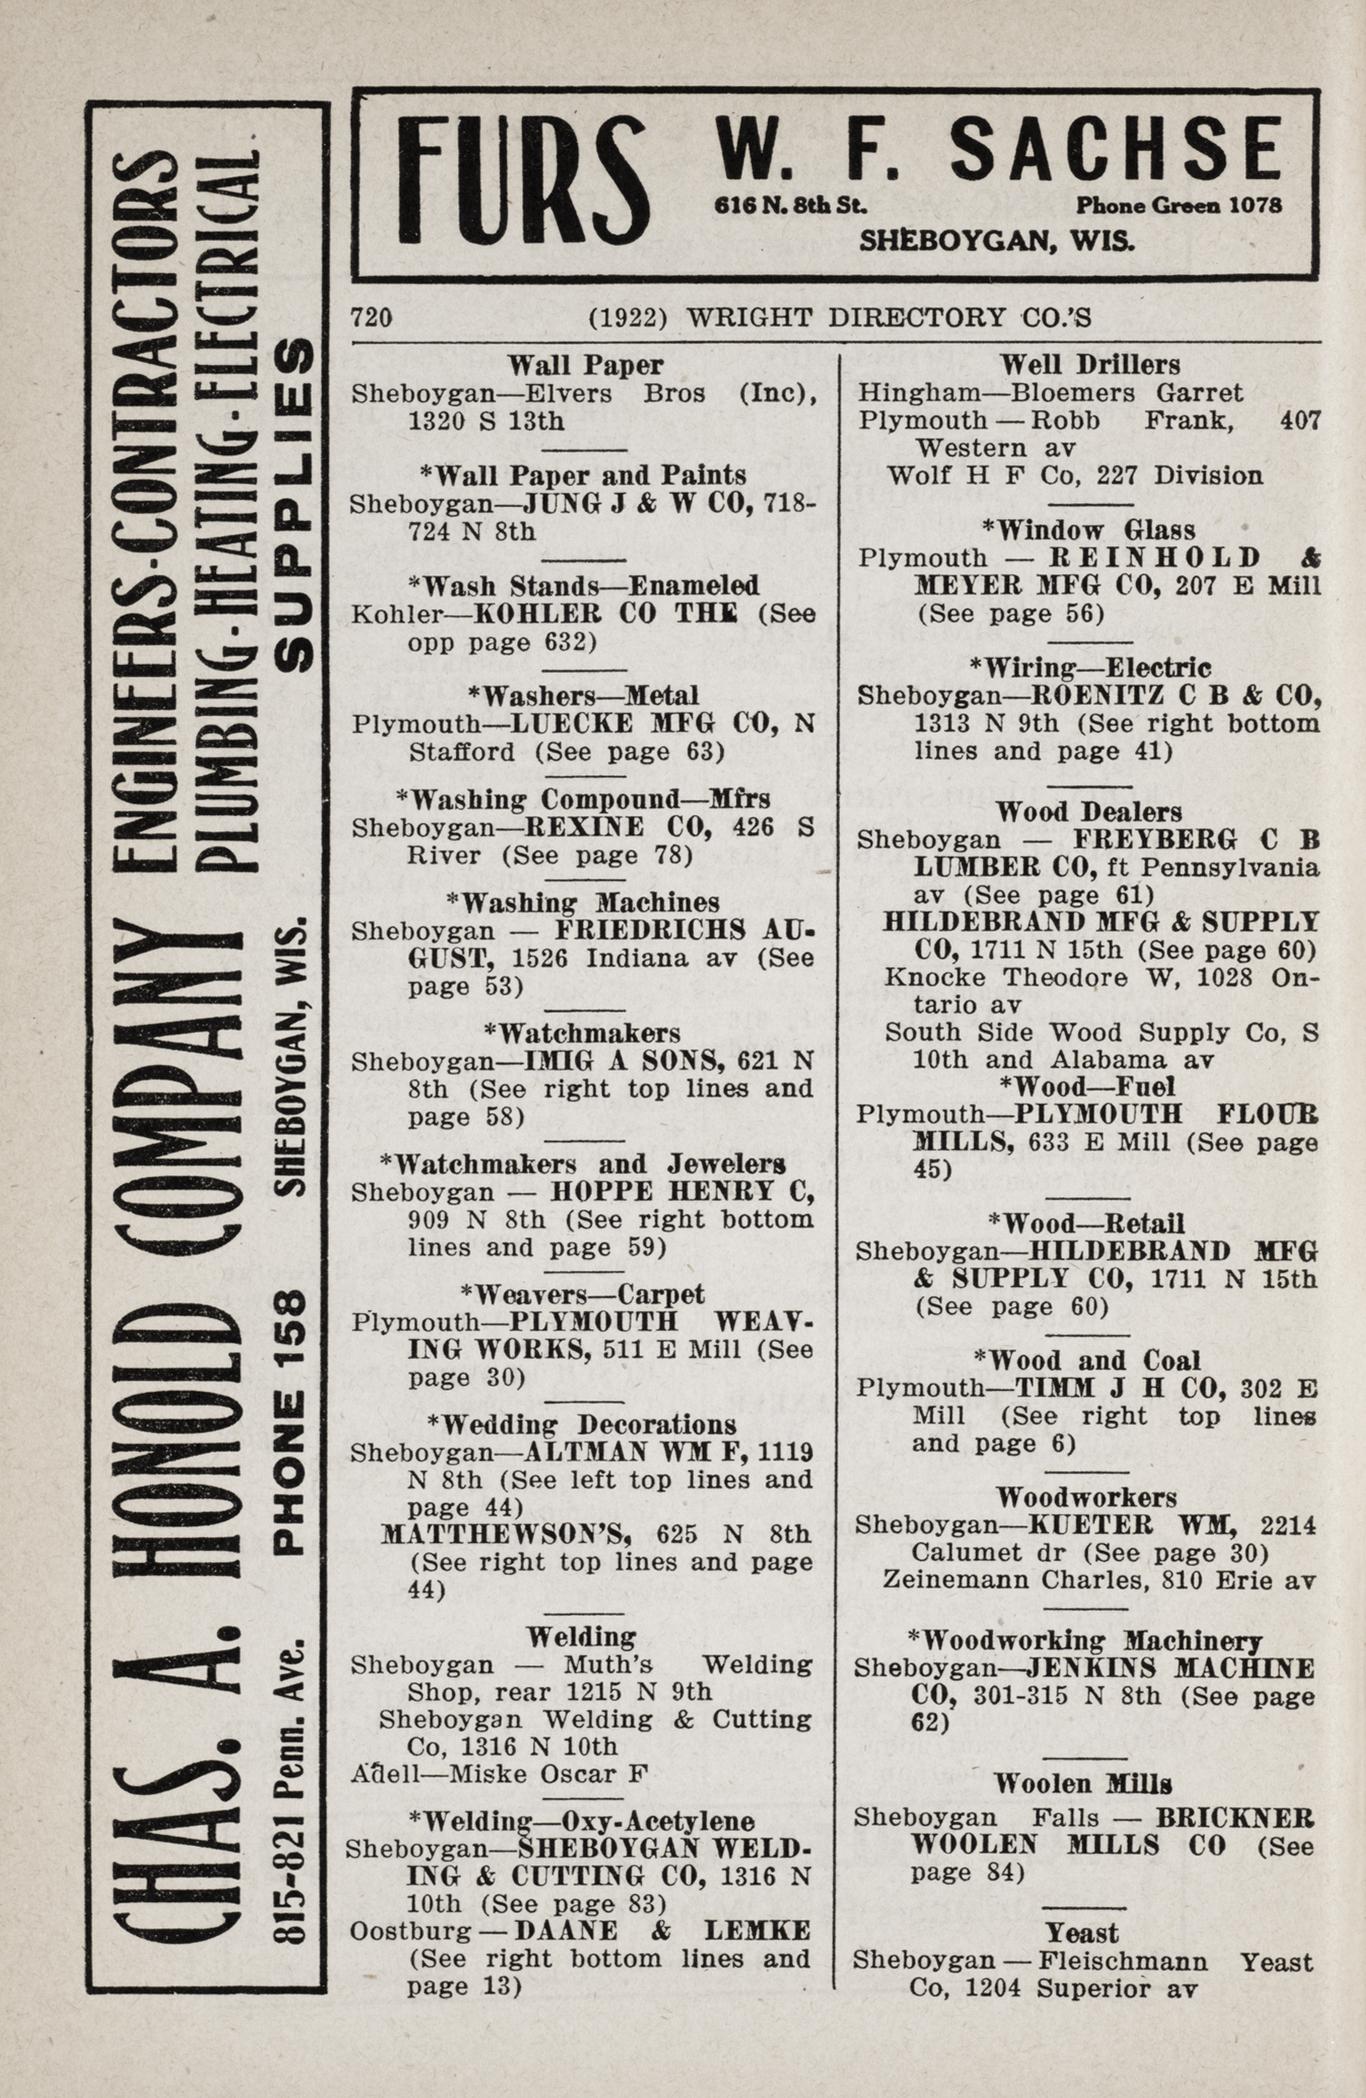 FURS
W. F. SACHSE
616 N. 8th St. Phone Green 1078
SHEBOYGAN, WIS.
CHAS. A. HONOLD COMPANY ENGINEERS·CONTRACTORS
PLUMBING·HEATING·ELECTRICAL
815-821 Penn. Ave. PHONE 158 SHEBOYGAN, WIS. SUPPLIES
720 (1922) WRIGHT DIRECTORY CO.'S
Wall Paper
Sheboygan—Elvers Bros (Inc),
1320 S 13th
*Wall Paper and Paints
Sheboygan—JUNG J & W CO, 718-
724 N 8th
*Wash Stands—Enameled
Kohler—KOHLER CO THE (See
opp page 632)
*Washers—Metal
Plymouth—LUECKE MFG CO, N
Stafford (See page 63)
*Washing Compound—Mfrs
Sheboygan—REXINE CO, 426 S
River (See page 78)
*Washing Machines
Sheboygan — FRIEDRICHS AU-
GUST, 1526 Indiana av (See
page 53)
*Watchmakers
Sheboygan—IMIG A SONS, 621 N
8th (See right top lines and
page 58)
*Watchmakers and Jewelers
Sheboygan — HOPPE HENRY C,
909 N 8th (See right bottom
lines and page 59)
*Weavers—Carpet
Plymouth—PLYMOUTH WEAV-
ING WORKS, 511 E Mill (See
page 30)
*Wedding Decorations
Sheboygan—ALTMAN WM F, 1119
N 8th (See left top lines and
page 44)
MATTHEWSON'S, 625 N 8th
(See right top lines and page
44)
Welding
Sheboygan — Muth's Welding
Shop, rear 1215 N 9th
Sheboygan Welding & Cutting
Co, 1316 N 10th
Adell—Miske Oscar F
*Welding—Oxy-Acetylene
Sheboygan—SHEBOYGAN WELD-
ING & CUTTING CO, 1316 N
10th (See page 83)
Oostburg — DAANE & LEMKE
(See right bottom lines and
page 13)
Well Drillers
Hingham—Bloemers Garret
Plymouth — Robb Frank, 407
Western av
Wolf H F Co, 227 Division
*Window Glass
Plymouth — REINHOLD &
MEYER MFG CO, 207 E Mill
(See page 56)
*Wiring—Electric
Sheboygan—ROENITZ C B & CO,
1313 N 9th (See right bottom
lines and page 41)
Wood Dealers
Sheboygan — FREYBERG C B
LUMBER CO, ft Pennsylvania
av (See page 61)
HILDEBRAND MFG & SUPPLY
CO, 1711 N 15th (See page 60)
Knocke Theodore W, 1028 On-
tario av
South Side Wood Supply Co, S
10th and Alabama av
*Wood—Fuel
Plymouth—PLYMOUTH FLOUR
MILLS, 633 E Mill (See page
45)
*Wood—Retail
Sheboygan—HILDEBRAND MFG
& SUPPLY CO, 1711 N 15th
(See page 60)
*Wood and Coal
Plymouth—TIMM J H CO, 302 E
Mill (See right top lines
and page 6)
Woodworkers
Sheboygan—KUETER WM, 2214
Calumet dr (See page 30)
Zeinemann Charles, 810 Erie av
*Woodworking Machinery
Sheboygan—JENKINS MACHINE
CO, 301-315 N 8th (See page
62)
Woolen Mills
Sheboygan Falls — BRICKNER
WOOLEN MILLS CO (See
page 84)
Yeast
Sheboygan — Fleischmann Yeast
Co, 1204 Superior av